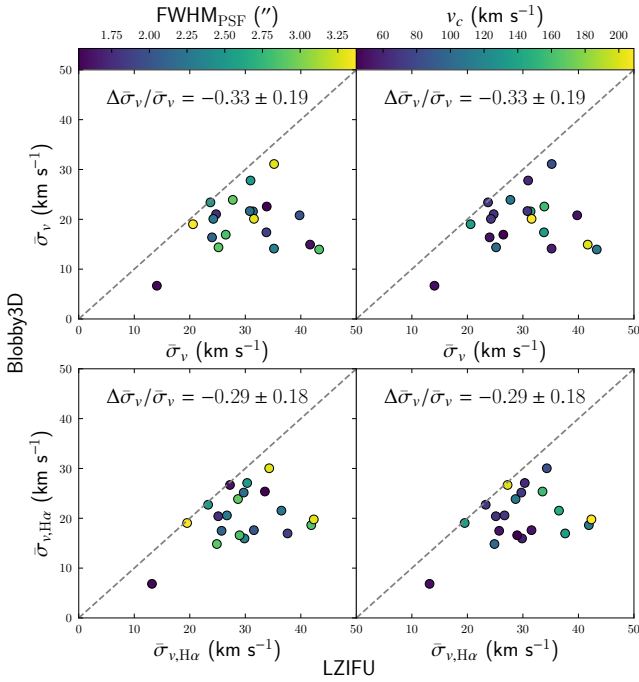 FWHM_PSF (″) v_c (km s⁻¹)
1.75 2.00 2.25 2.50 2.75 3.00 3.25 60 80 100 120 140 160 180 200
50
40
30
20
10
0
Δσ̄_v/σ̄_v = −0.33 ± 0.19 Δσ̄_v/σ̄_v = −0.33 ± 0.19
σ̄_v (km s⁻¹)
0 10 20 30 40 50 10 20 30 40 50
σ̄_v (km s⁻¹) σ̄_v (km s⁻¹)
Blobby3D
50
40
30
20
10
0
Δσ̄_v/σ̄_v = −0.29 ± 0.18 Δσ̄_v/σ̄_v = −0.29 ± 0.18
σ̄_v,Hα (km s⁻¹)
0 10 20 30 40 50 10 20 30 40 50
σ̄_v,Hα (km s⁻¹) σ̄_v,Hα (km s⁻¹)
LZIFU